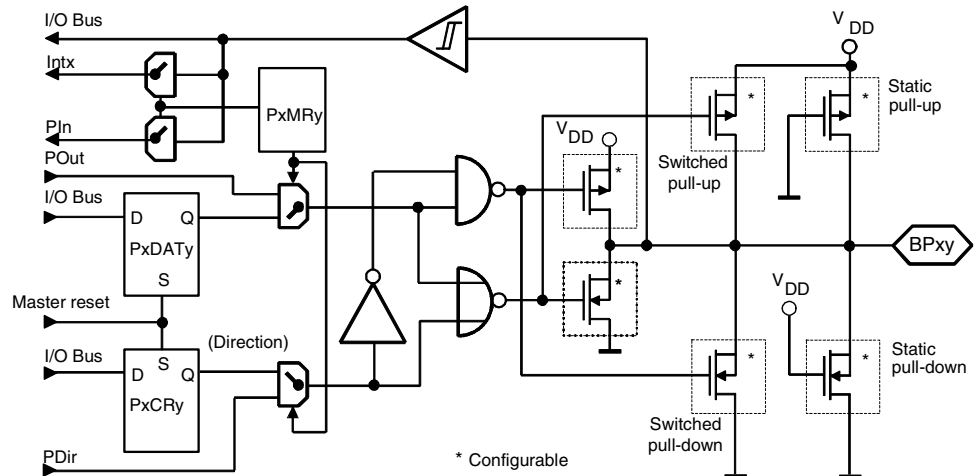 I/O Bus
V
DD
Intx
*
*
Static
pull-up
PIn
PxMRy
V
DD
Switched
pull-up
POut
*
I/O Bus
D
Q
PxDATy
S
BPxy
*
Master reset
V
DD
(Direction)
I/O Bus
S
D
Q
PxCRy
*
*
Static
pull-down
Switched
pull-down
PDir
* Configurable